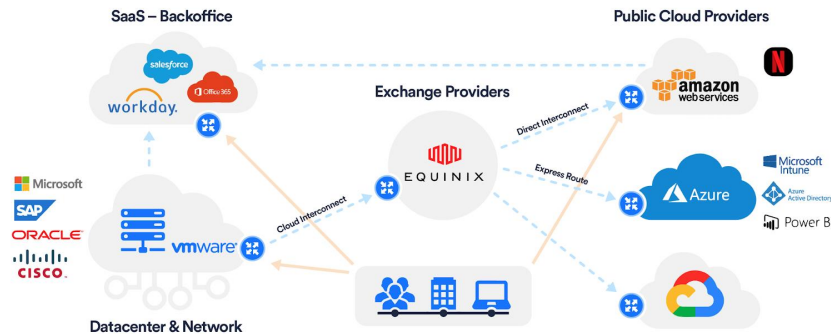 SaaS – Backoffice
Public Cloud Providers
salesforce
Office 365
workday.
N
amazon
web services
Exchange Providers
Direct Interconnect
EQUINIX
Express Route
Azure
Microsoft
Intune
Azure
Active Directory
Power B
Microsoft
SAP
ORACLE
CISCO
vmware
Cloud Interconnect
Datacenter & Network